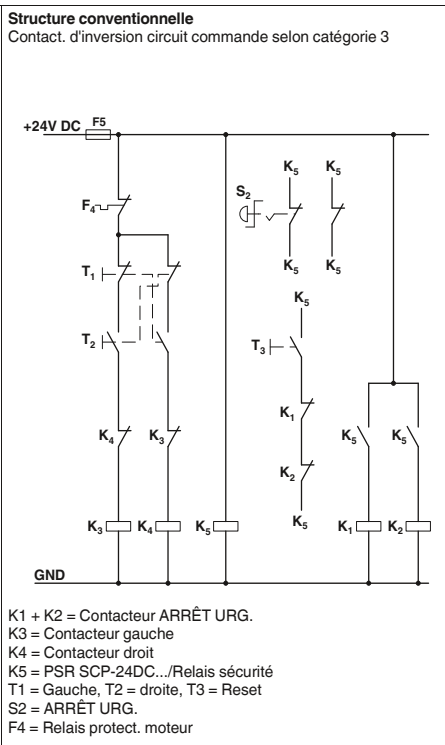 Structure conventionnelle
Contact. d'inversion circuit commande selon catégorie 3
+24V DC F5
K5 K5
S2
F4
K5 K5
T1
K5
T2 T3
K1
K4 K3 K5 K5
K2
K5
K3 K4 K5 K1 K2
GND
K1 + K2 = Contacteur ARRÊT URG.
K3 = Contacteur gauche
K4 = Contacteur droit
K5 = PSR SCP-24DC.../Relais sécurité
T1 = Gauche, T2 = droite, T3 = Reset
S2 = ARRÊT URG.
F4 = Relais protect. moteur